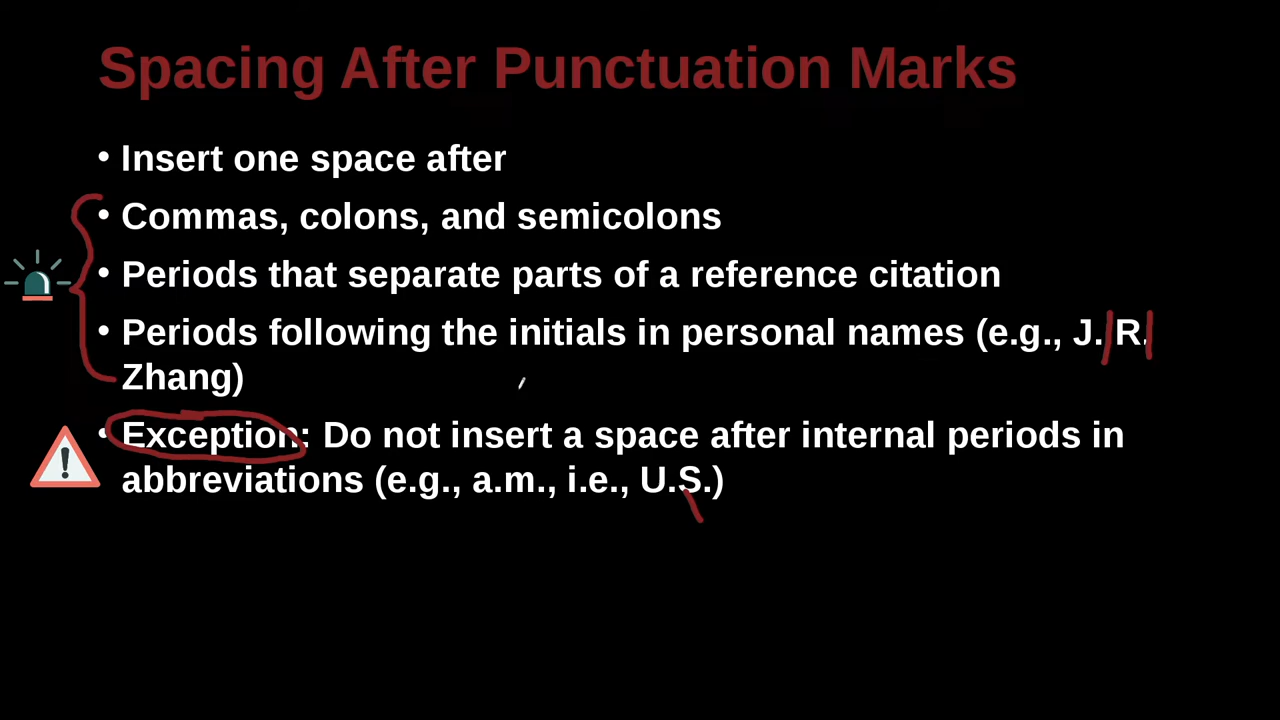 Spacing After Punctuation Marks
• Insert one space after
• Commas, colons, and semicolons
• Periods that separate parts of a reference citation
• Periods following the initials in personal names (e.g., J. R.
Zhang)
• Exception: Do not insert a space after internal periods in
abbreviations (e.g., a.m., i.e., U.S.)